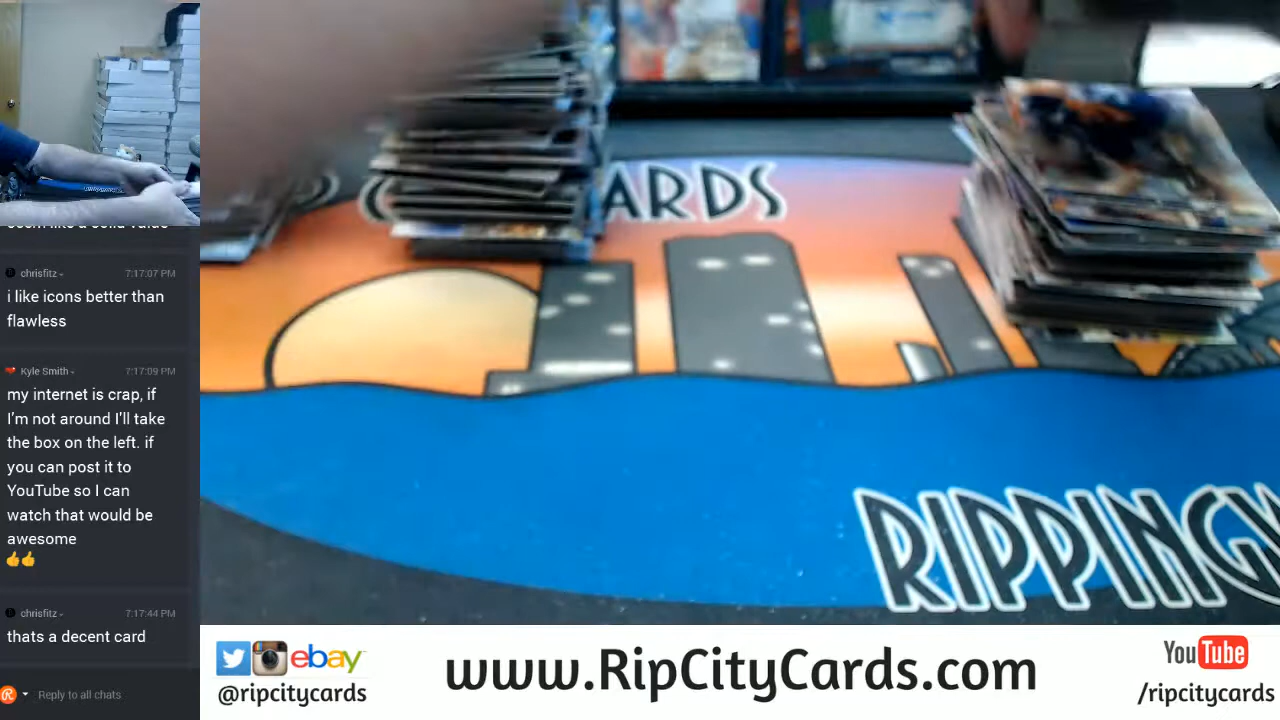 chrisfitz 7:17:07 PM
i like icons better than
flawless
Kyle Smith 7:17:09 PM
my internet is crap, if
I'm not around I'll take
the box on the left. if
you can post it to
YouTube so I can
watch that would be
awesome
👍👍
chrisfitz 7:17:44 PM
thats a decent card
Reply to all chats
ARDS
RIPPING
ebay
@ripcitycards
www.RipCityCards.com
YouTube
/ripcitycards